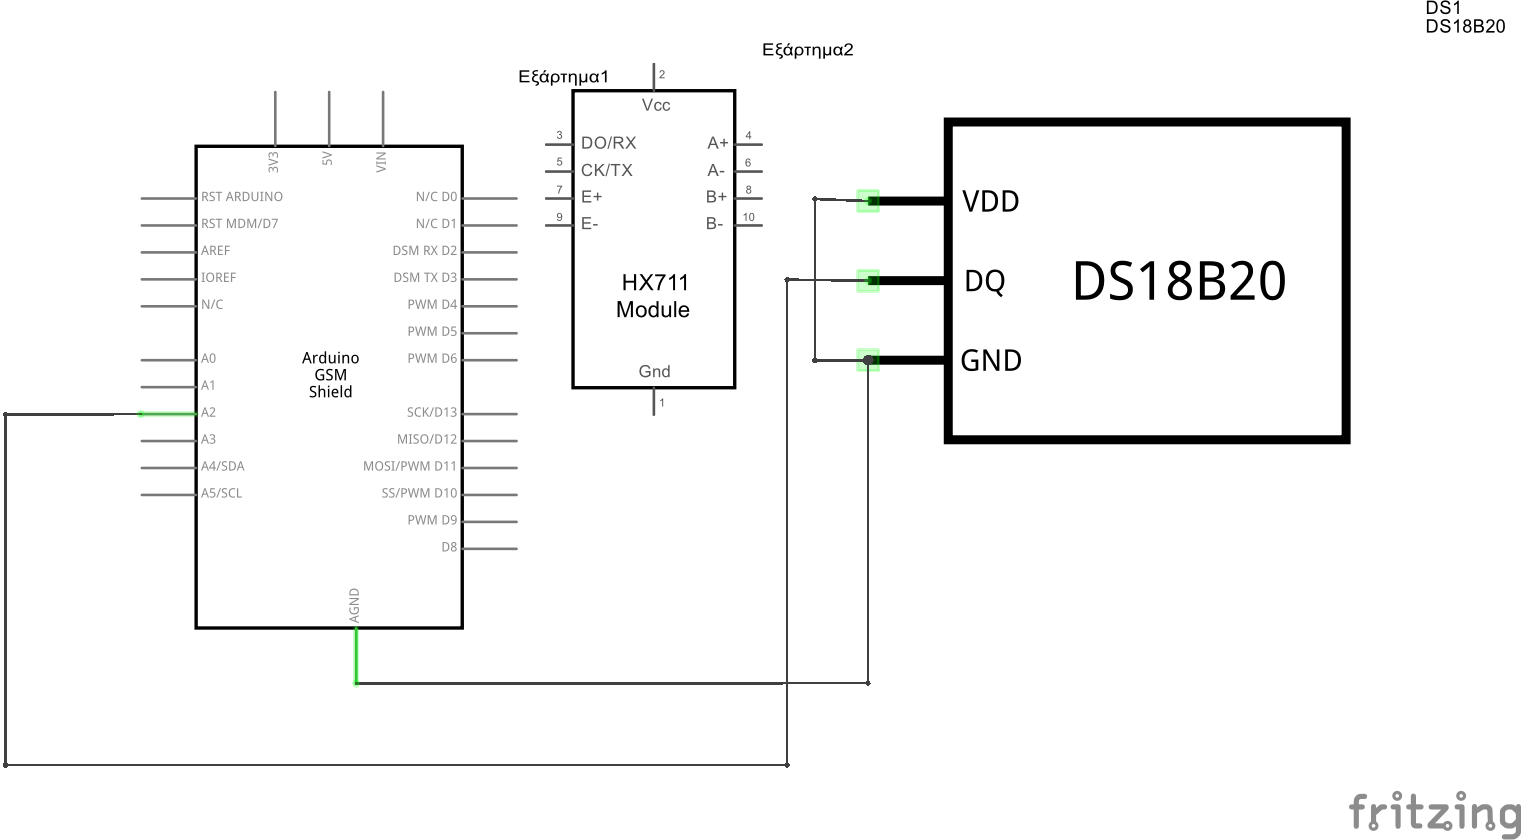 DS1
DS18B20
Εξάρτημα2
Εξάρτημα1
2
Vcc
3
DO/RX
A+
4
5
CK/TX
A-
6
7
E+
B+
8
9
E-
B-
10
HX711
Module
Gnd
1
3V3
5V
VIN
RST ARDUINO
N/C D0
RST MDM/D7
N/C D1
AREF
DSM RX D2
IOREF
DSM TX D3
N/C
PWM D4
PWM D5
A0
PWM D6
A1
Arduino
GSM
Shield
A2
SCK/D13
A3
MISO/D12
A4/SDA
MOSI/PWM D11
A5/SCL
SS/PWM D10
PWM D9
D8
AGND
VDD
DQ
GND
DS18B20
fritzing